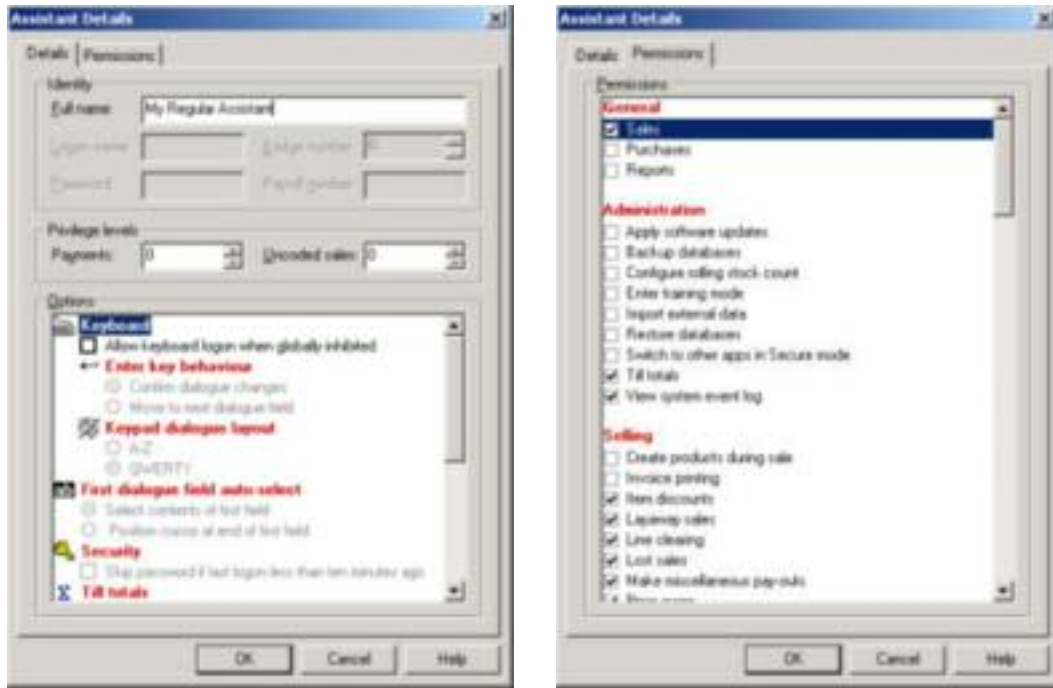 Assistant Details
Details Permissions
Identity
Full name: My Regular Assistant
Logon name Badge number
Password Payroll number
Privilege levels
Payments: 0 Uncoded sales: 0
Options
Keyboard
Allow keyboard logon when globally inhibited
Enter key behaviour
Confirm dialogue changes
Move to next dialogue field
Keypad dialogue layout
A-Z
QWERTY
First dialogue field auto-select
Select contents of first field
Position cursor at end of first field
Security
Skip password if last logon less than ten minutes ago
Till totals
OK Cancel Help
Assistant Details
Details Permissions
Permissions
General
Sales
Purchases
Reports
Administration
Apply software updates
Backup databases
Configure rolling stock count
Enter training mode
Import external data
Restore databases
Switch to other apps in Secure mode
Till totals
View system event log
Selling
Create products during sale
Invoice printing
Item discounts
Layaway sales
Line clearing
Lost sales
Make miscellaneous pay-outs
OK Cancel Help